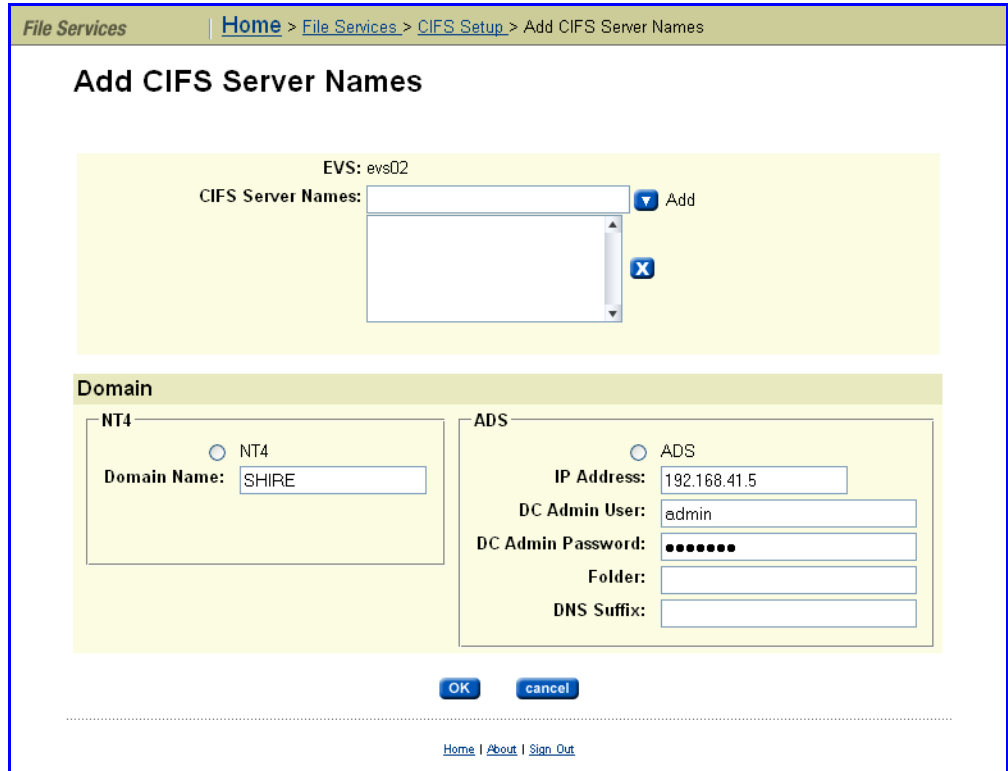 File Services
Home > File Services > CIFS Setup > Add CIFS Server Names
Add CIFS Server Names
EVS: evs02
CIFS Server Names:
Add
X
Domain
NT4
NT4
Domain Name: SHIRE
ADS
ADS
IP Address: 192.168.41.5
DC Admin User: admin
DC Admin Password: •••••••
Folder:
DNS Suffix:
OK cancel
Home | About | Sign Out